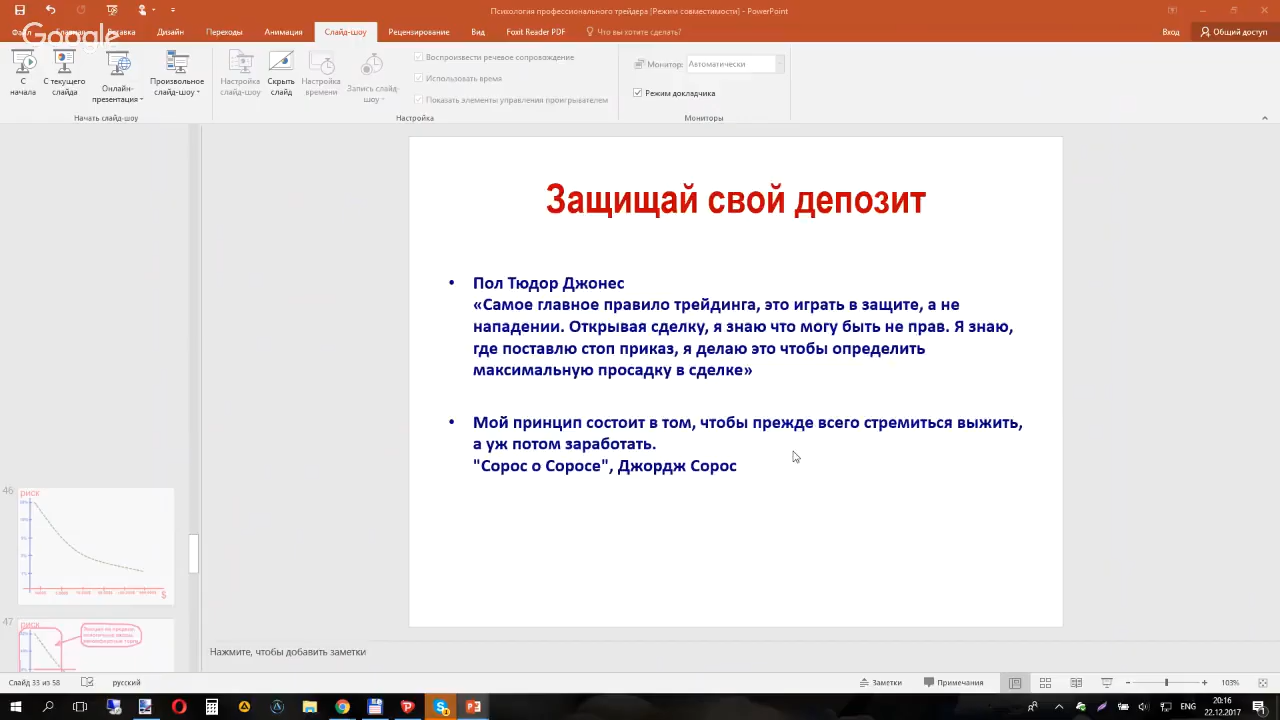 Психология профессионального трейдера [Режим совместимости] - PowerPoint
Файл Главная Вставка Дизайн Переходы Анимация Слайд-шоу Рецензирование Вид Foxit Reader PDF Что вы хотите сделать? Вход Общий доступ
Google
С начала
С текущего слайда
Онлайн-презентация
Произвольное слайд-шоу
Настройка слайд-шоу
Скрыть слайд
Настройка времени
Запись слайд-шоу
Воспроизвести речевое сопровождение
Использовать время
Показать элементы управления проигрывателем
Монитор: Автоматически
Режим докладчика
Начать слайд-шоу
Настройка
Мониторы
Защищай свой депозит
• Пол Тюдор Джонес
«Самое главное правило трейдинга, это играть в защите, а не
нападении. Открывая сделку, я знаю что могу быть не прав. Я знаю,
где поставлю стоп приказ, я делаю это чтобы определить
максимальную просадку в сделке»
• Мой принцип состоит в том, чтобы прежде всего стремиться выжить,
а уж потом заработать.
"Сорос о Соросе", Джордж Сорос
46
риск
$
47
риск
Нажмите, чтобы добавить заметки
Слайд 33 из 58 русский Заметки Примечания 103%
ENG
20:16
22.12.2017